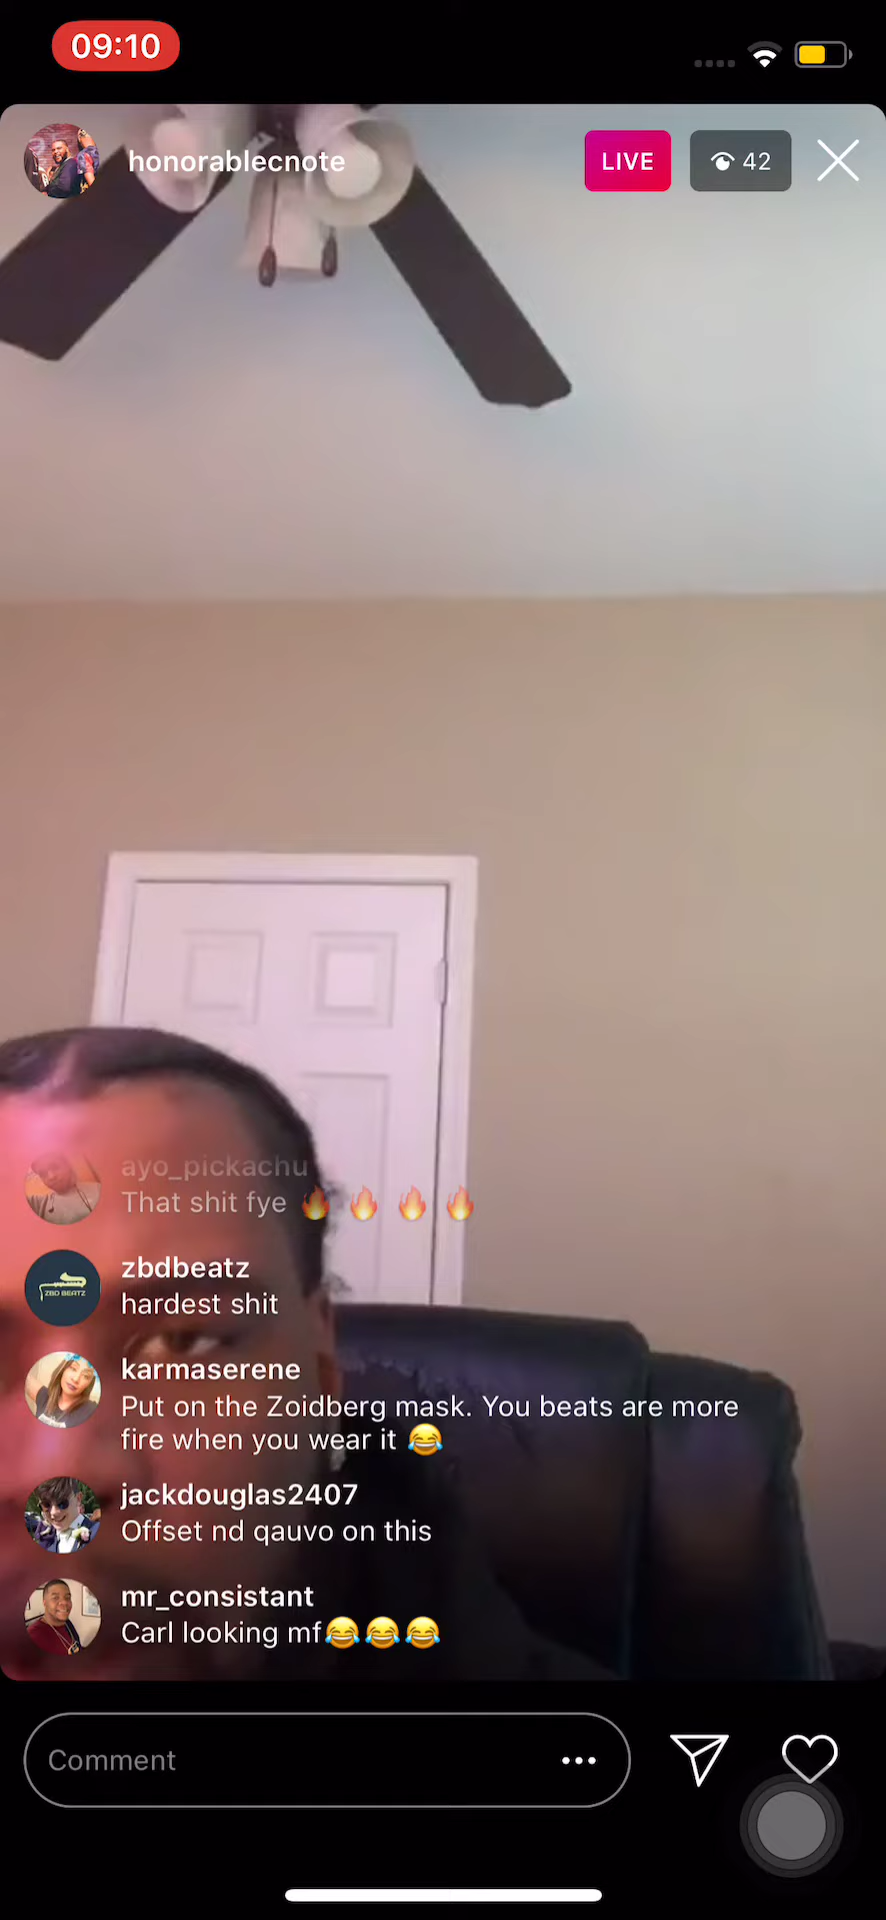 09:10
honorablecnote
LIVE
42
ayo_pickachu
That shit fye 🔥 🔥 🔥 🔥
zbdbeatz
ZBD BEATZ
hardest shit
karmaserene
Put on the Zoidberg mask. You beats are more
fire when you wear it 😂
jackdouglas2407
Offset nd qauvo on this
mr_consistant
Carl looking mf😂😂😂
Comment